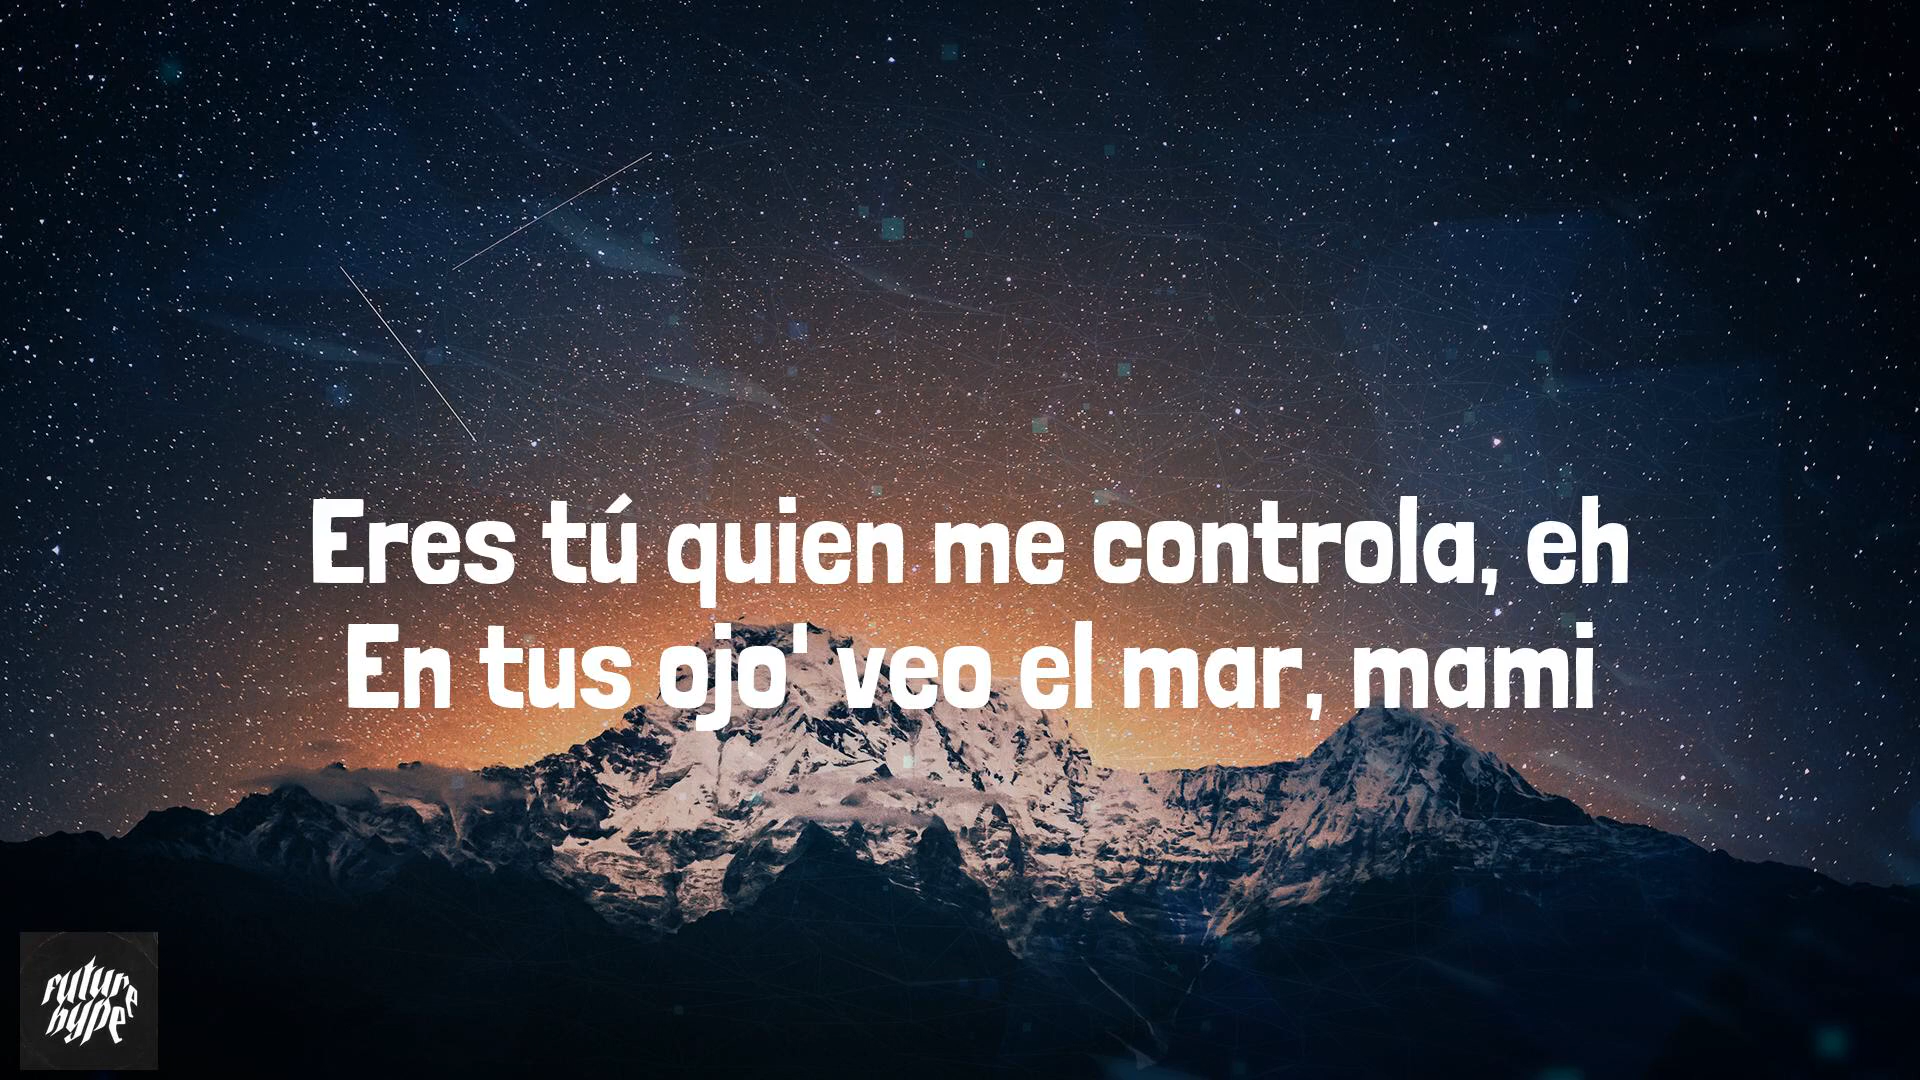 Eres tú quien me controla, eh
En tus ojo' veo el mar, mami
future
hype